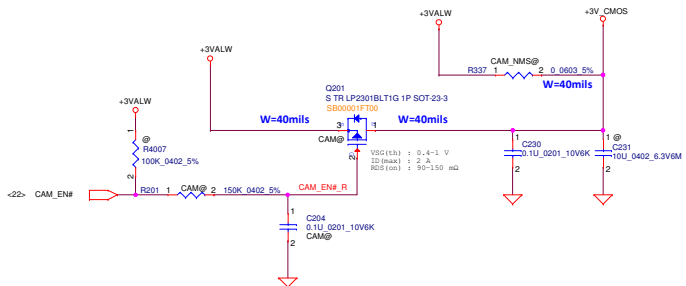 +3VALW
+3V_CMOS
CAM_NMS@
R337 1 2 0_0603_5%
W=40mils
+3VALW
Q201
S TR LP2301BLT1G 1P SOT-23-3
SB00001FT00
W=40mils
3
1
W=40mils
CAM@
2
VSG(th) : 0.4-1 V
ID(max) : 2 A
RDS(on) : 90-150 mΩ
+3VALW
1
@
R4007
100K_0402_5%
2
1
C230
0.1U_0201_10V6K
2
1
@
C231
10U_0402_6.3V6M
2
<22> CAM_EN#
R201 1 CAM@ 2 150K_0402_5%
CAM_EN#_R
1
C204
0.1U_0201_10V6K
CAM@
2